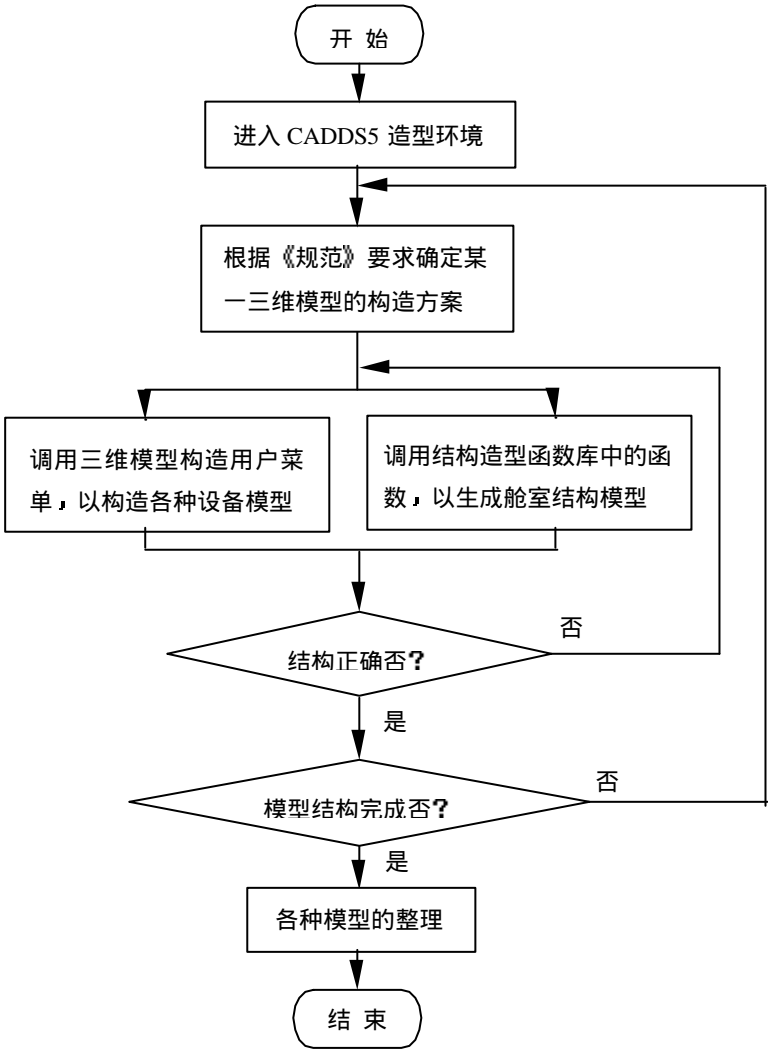 开 始
进入 CADDS5 造型环境
根据《规范》要求确定某
一三维模型的构造方案
调用三维模型构造用户菜
单，以构造各种设备模型
调用结构造型函数库中的函
数，以生成舱室结构模型
结构正确否？
否
是
模型结构完成否？
否
是
各种模型的整理
结 束